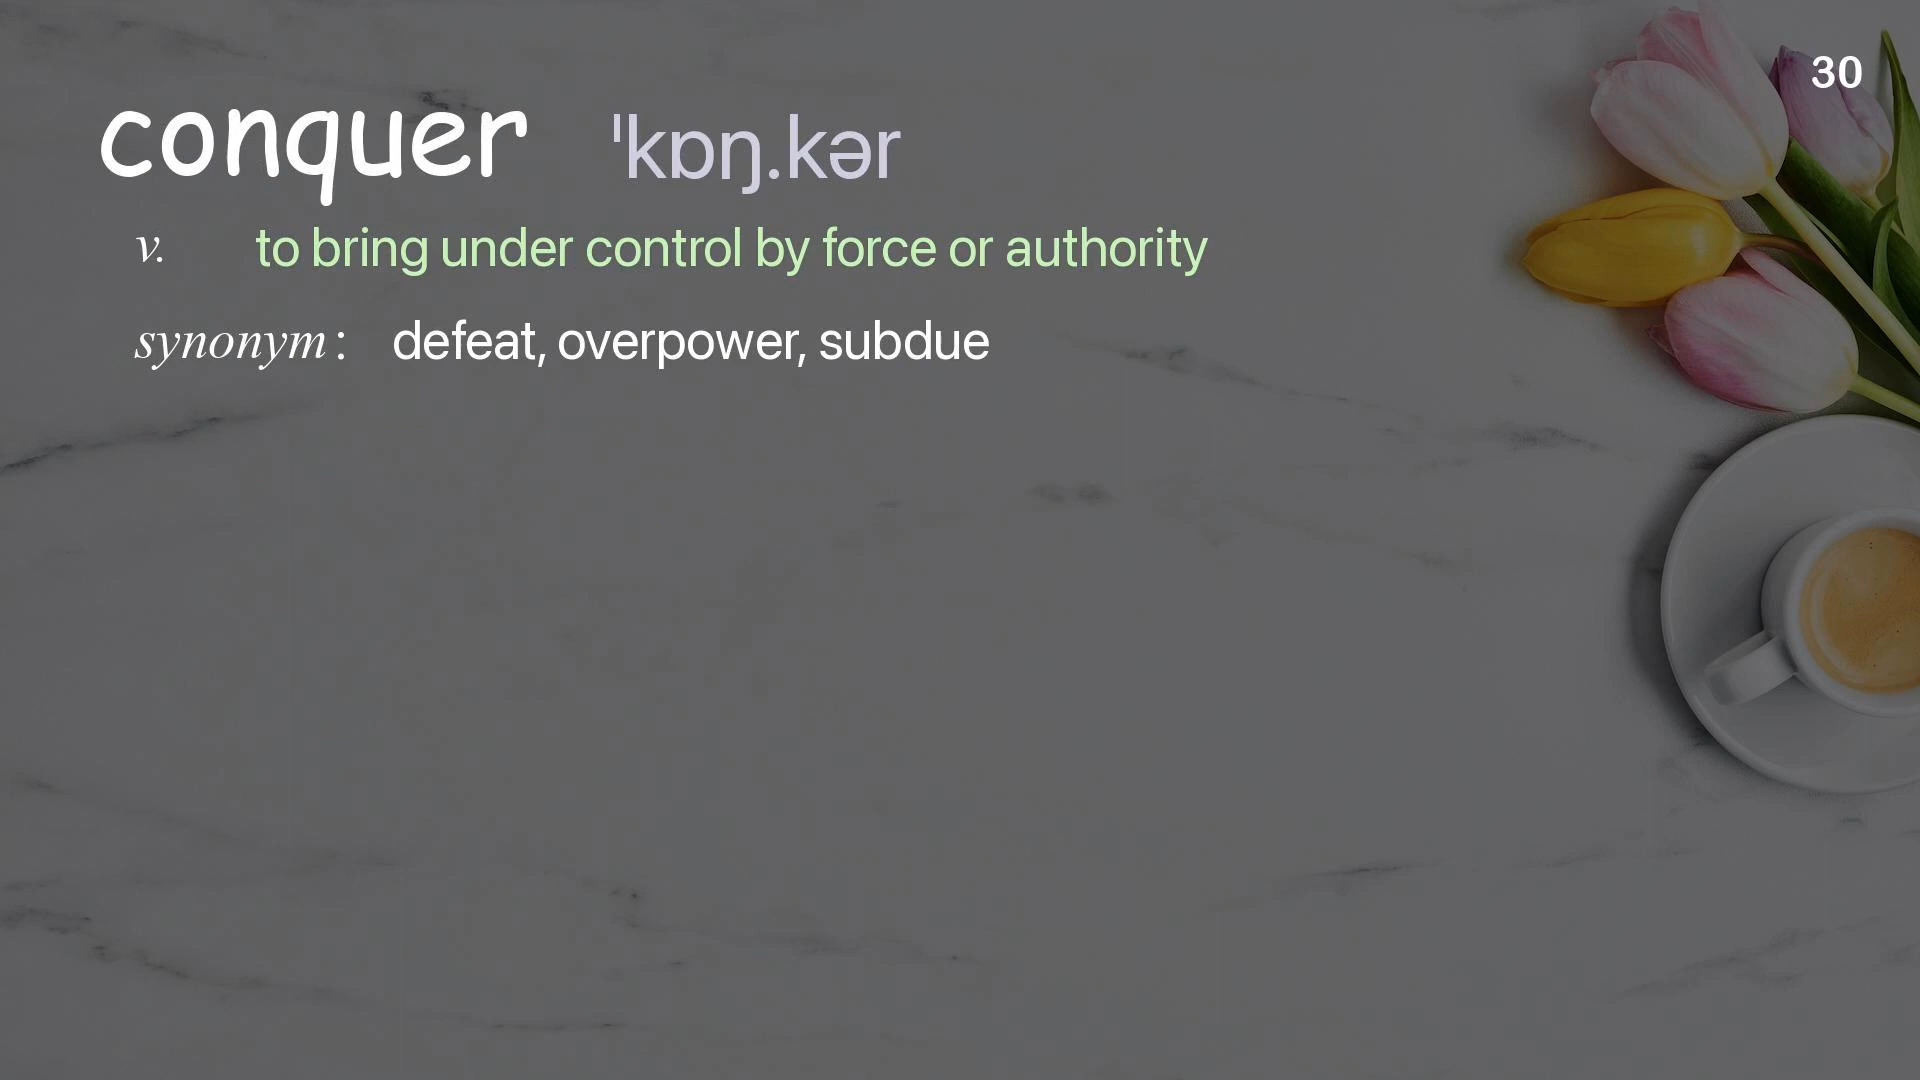 30
conquer ˈkɒŋ.kər
v. to bring under control by force or authority
synonym : defeat, overpower, subdue